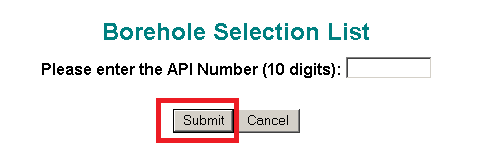 Borehole Selection List
Please enter the API Number (10 digits):
Submit Cancel